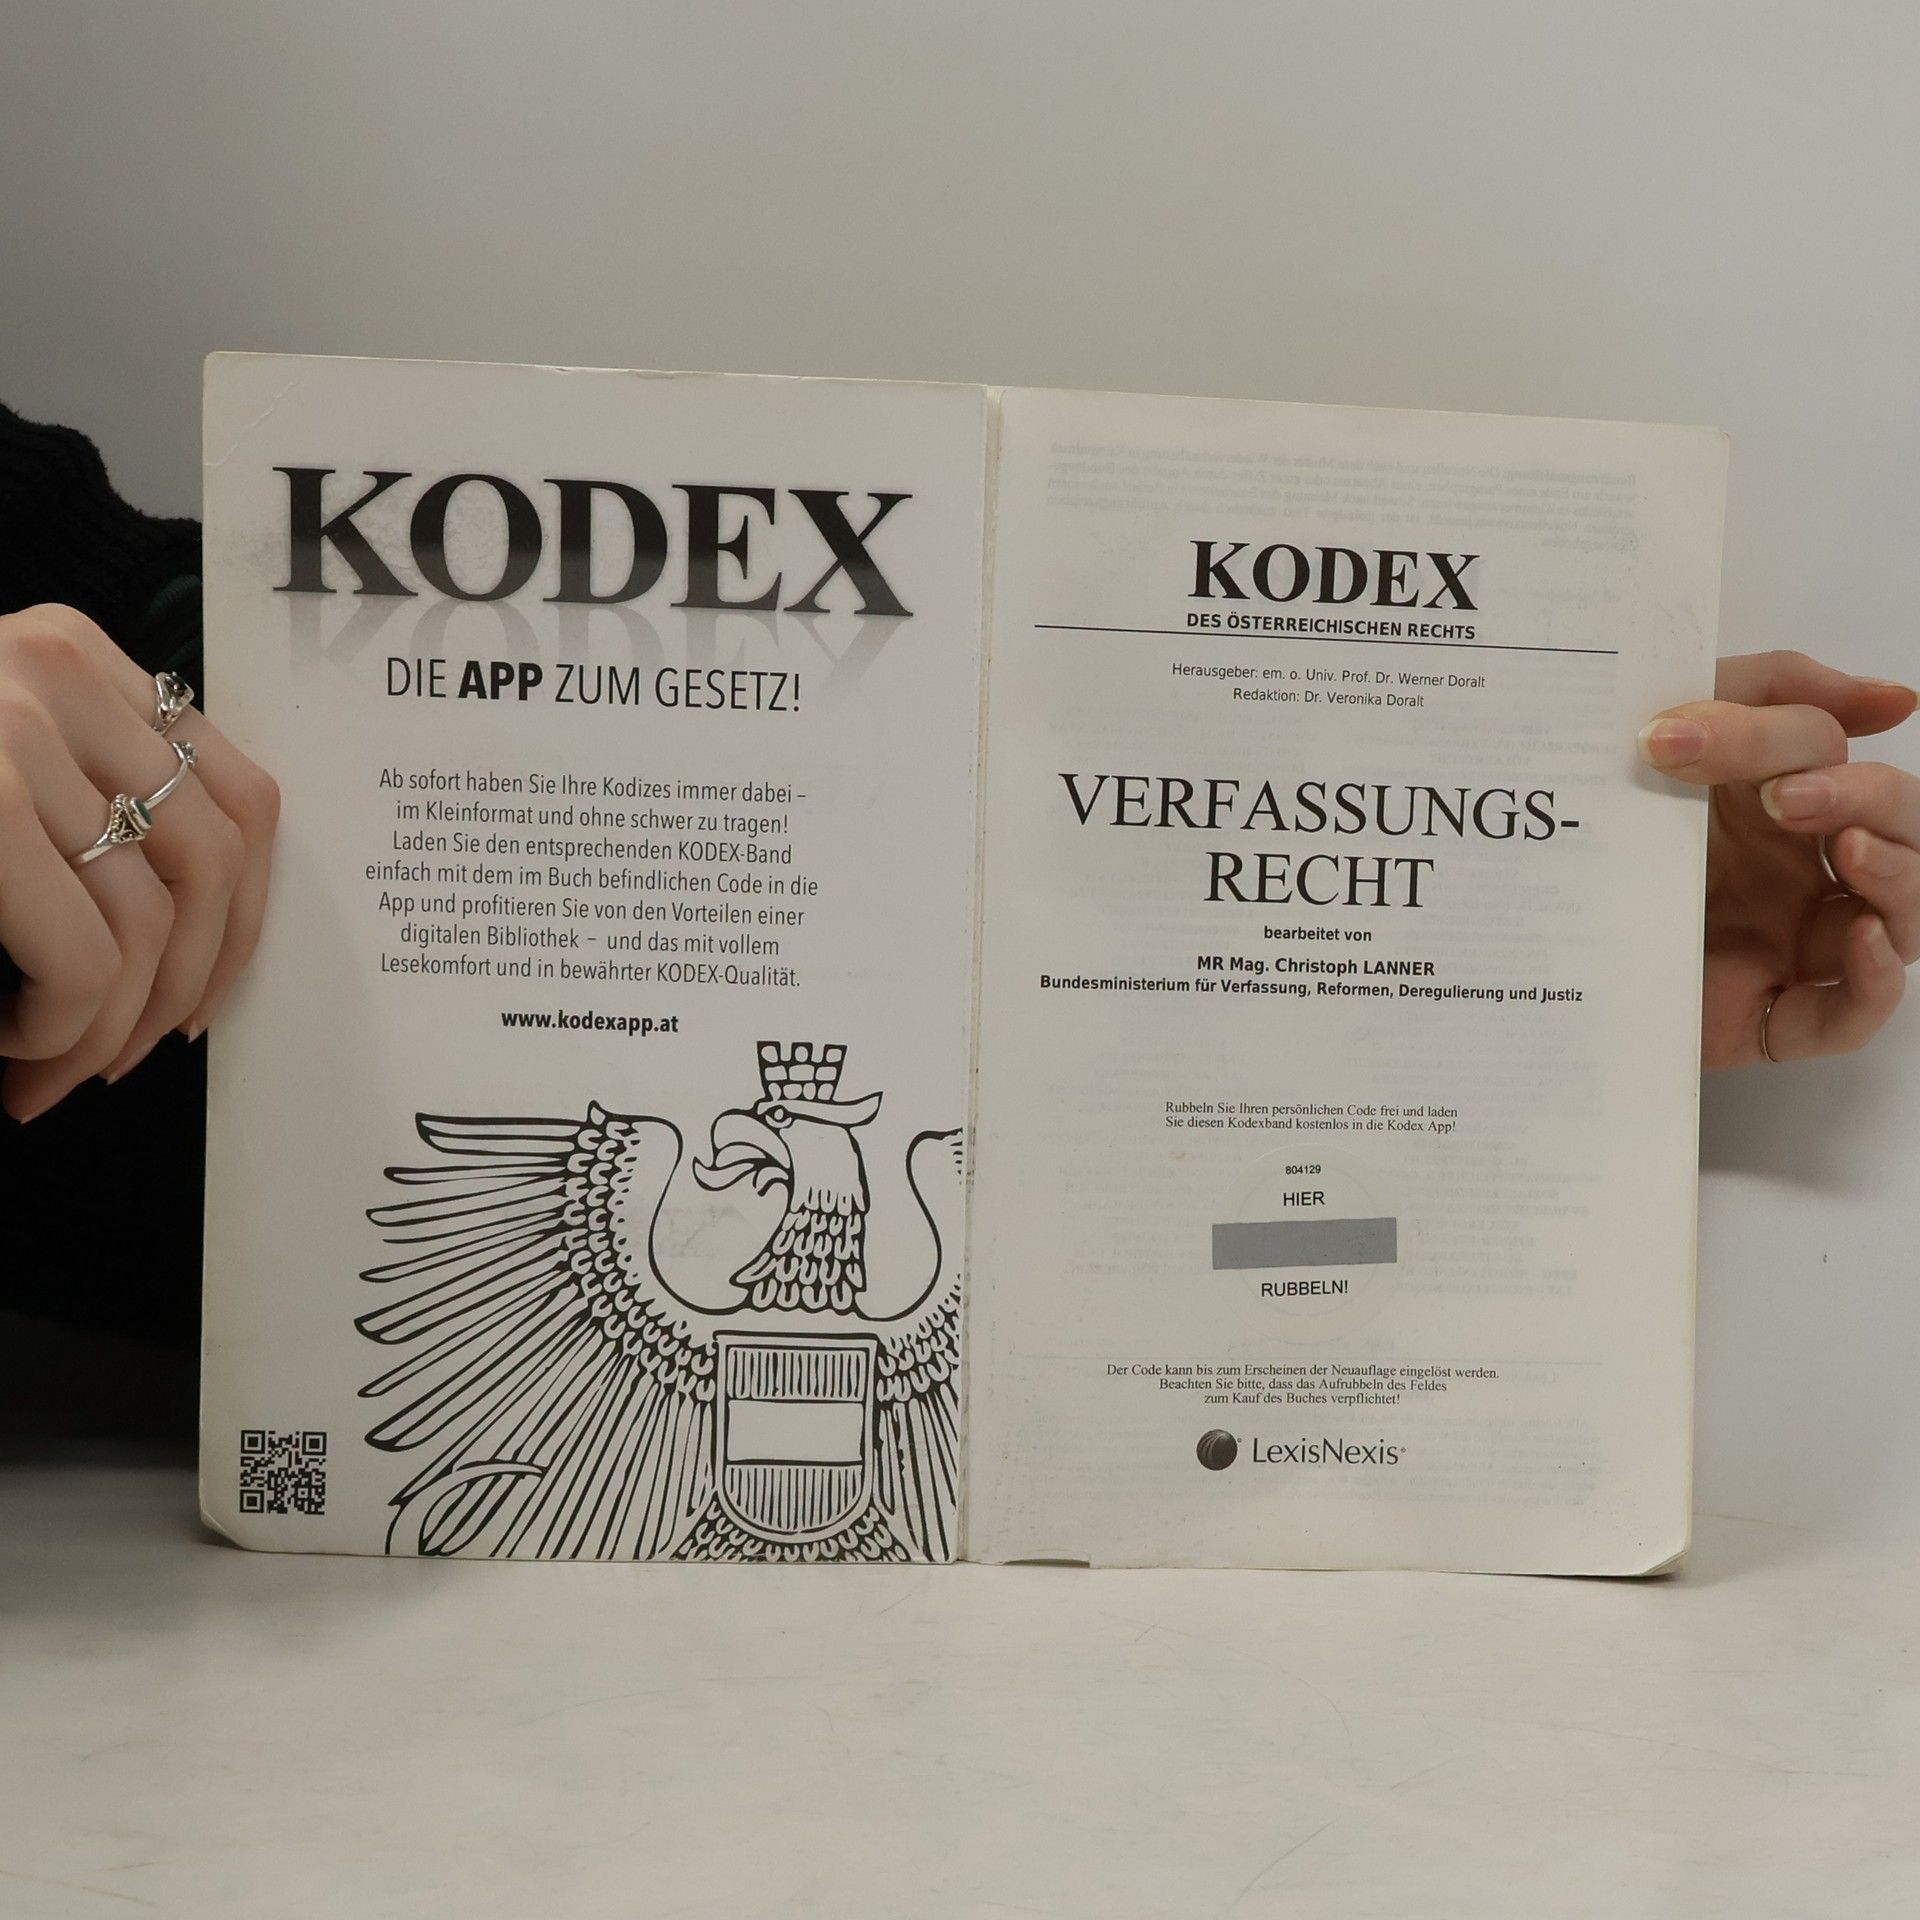 KODEX
DIE APP ZUM GESETZ!
Ab sofort haben Sie Ihre Kodizes immer dabei –
im Kleinformat und ohne schwer zu tragen!
Laden Sie den entsprechenden KODEX-Band
einfach mit dem im Buch befindlichen Code in die
App und profitieren Sie von den Vorteilen einer
digitalen Bibliothek – und das mit vollem
Lesekomfort und in bewährter KODEX-Qualität.
www.kodexapp.at
KODEX
DES ÖSTERREICHISCHEN RECHTS
Herausgeber: em. o. Univ. Prof. Dr. Werner Doralt
Redaktion: Dr. Veronika Doralt
VERFASSUNGS-
RECHT
bearbeitet von
MR Mag. Christoph LANNER
Bundesministerium für Verfassung, Reformen, Deregulierung und Justiz
Rubbeln Sie Ihren persönlichen Code frei und laden
Sie diesen Kodexband kostenlos in die Kodex App!
804129
HIER
RUBBELN!
Der Code kann bis zum Erscheinen der Neuauflage eingelöst werden.
Beachten Sie bitte, dass das Aufrubbeln des Feldes
zum Kauf des Buches verpflichtet!
LexisNexis®